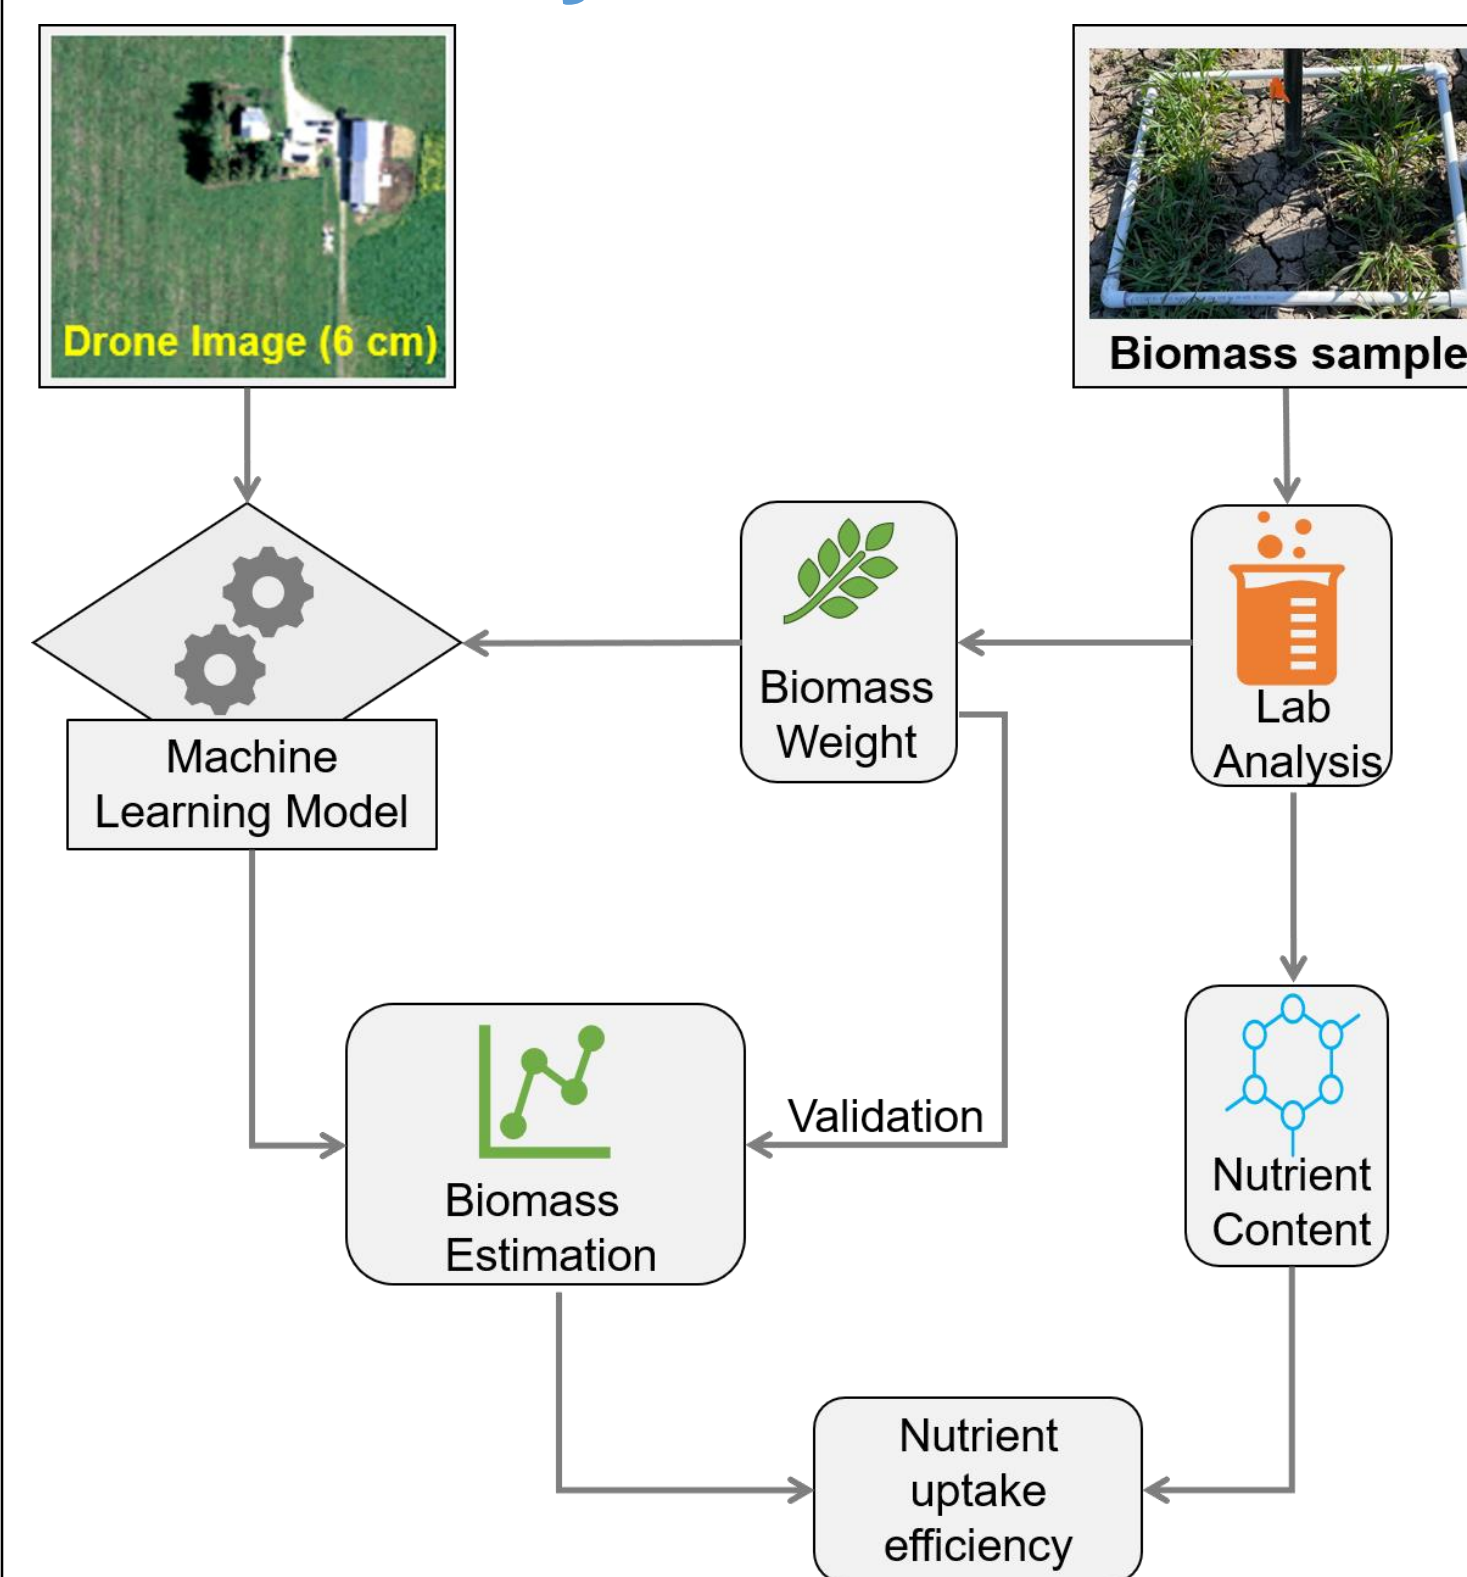 Drone Image (6 cm)
Biomass sample
Biomass
Weight
Lab
Analysis
Machine
Learning Model
Validation
Biomass
Estimation
Nutrient
Content
Nutrient
uptake
efficiency